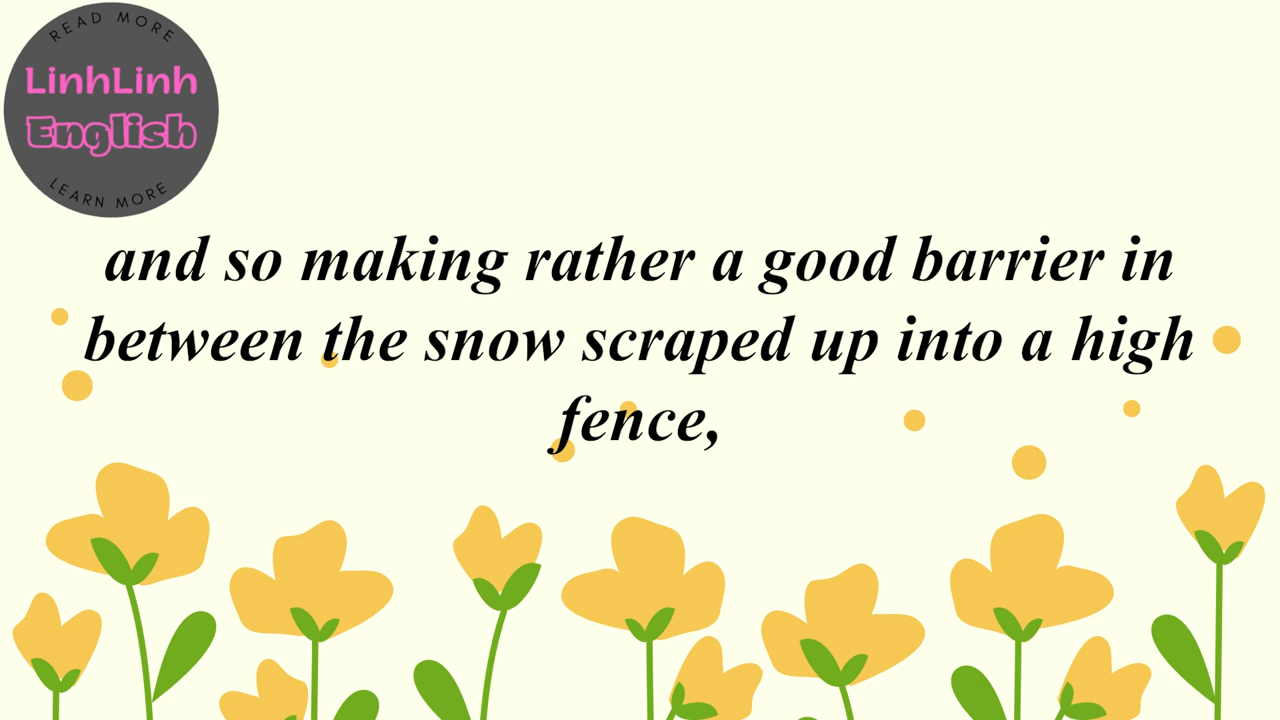 READ MORE
LinhLinh
English
LEARN MORE
and so making rather a good barrier in
between the snow scraped up into a high
fence,